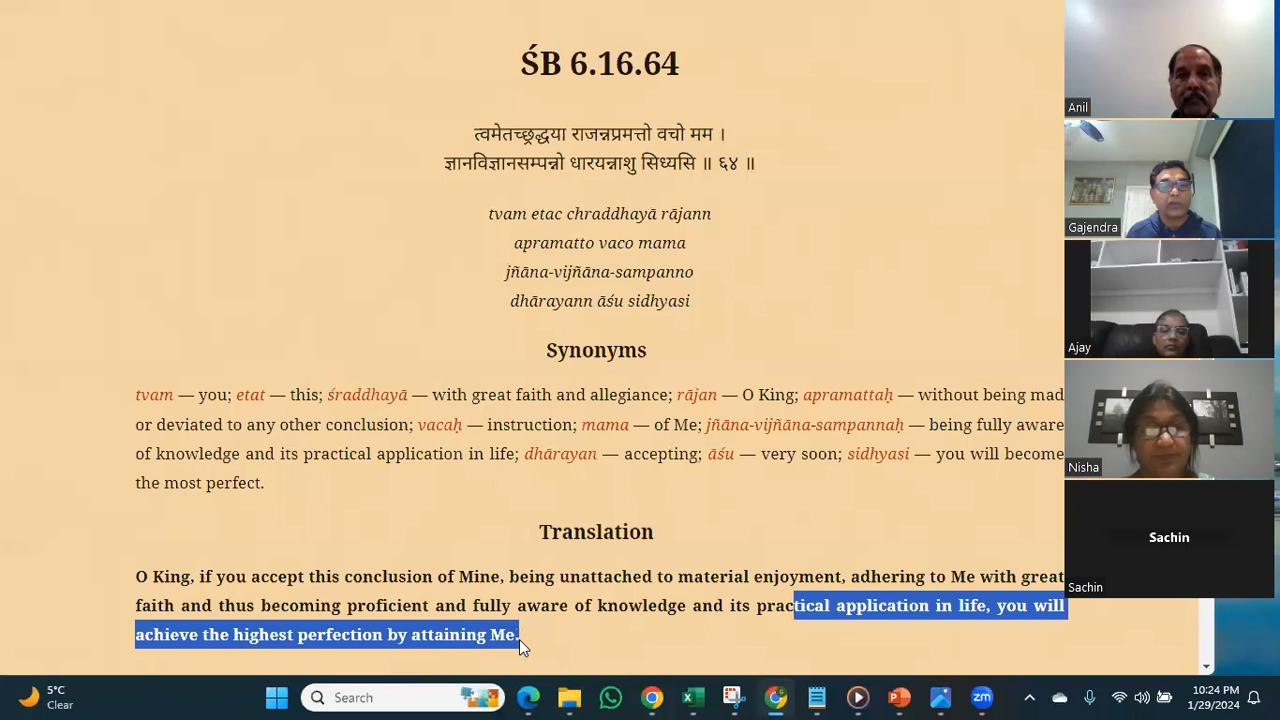 ŚB 6.16.64
त्वमेतच्छ्रद्धया राजन्नप्रमत्तो वचो मम ।
ज्ञानविज्ञानसम्पन्नो धारयन्नाशु सिध्यसि ॥ ६४ ॥
tvam etac chraddhayā rājann
apramatto vaco mama
jñāna-vijñāna-sampanno
dhārayann āśu sidhyasi
Synonyms
tvam — you; etat — this; śraddhayā — with great faith and allegiance; rājan — O King; apramattaḥ — without being mad
or deviated to any other conclusion; vacaḥ — instruction; mama — of Me; jñāna-vijñāna-sampannaḥ — being fully aware
of knowledge and its practical application in life; dhārayan — accepting; āśu — very soon; sidhyasi — you will become
the most perfect.
Translation
O King, if you accept this conclusion of Mine, being unattached to material enjoyment, adhering to Me with great
faith and thus becoming proficient and fully aware of knowledge and its practical application in life, you will
achieve the highest perfection by attaining Me.
Anil
Gajendra
Ajay
Nisha
Sachin
Sachin
5°C
Clear
Search
zm
10:24 PM
1/29/2024